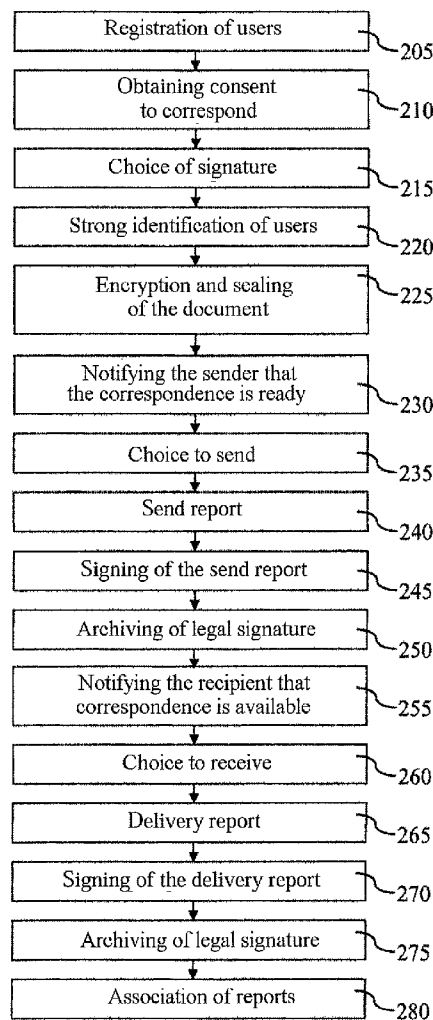 Registration of users
205
Obtaining consent
to correspond
210
Choice of signature
215
Strong identification of users
220
Encryption and sealing
of the document
225
Notifying the sender that
the correspondence is ready
230
Choice to send
235
Send report
240
Signing of the send report
245
Archiving of legal signature
250
Notifying the recipient that
correspondence is available
255
Choice to receive
260
Delivery report
265
Signing of the delivery report
270
Archiving of legal signature
275
Association of reports
280